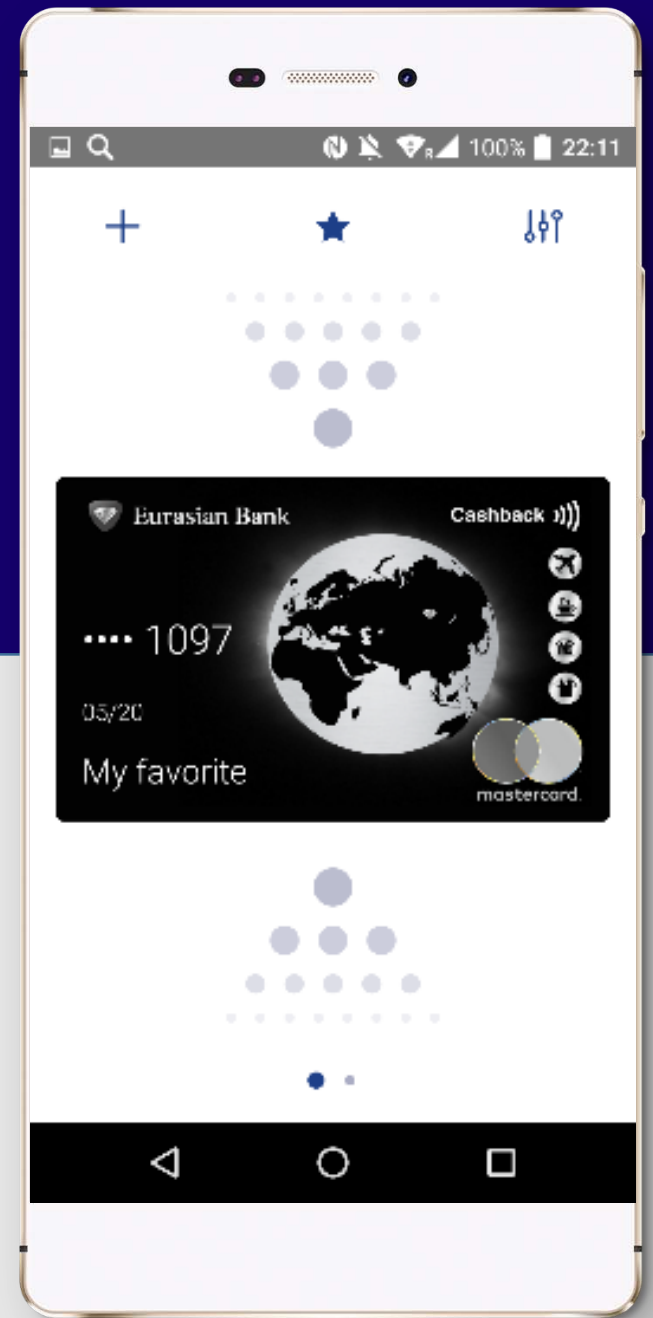 100% 22:11
Eurasian Bank
Cashback
•••• 1097
05/20
My favorite
mastercard.